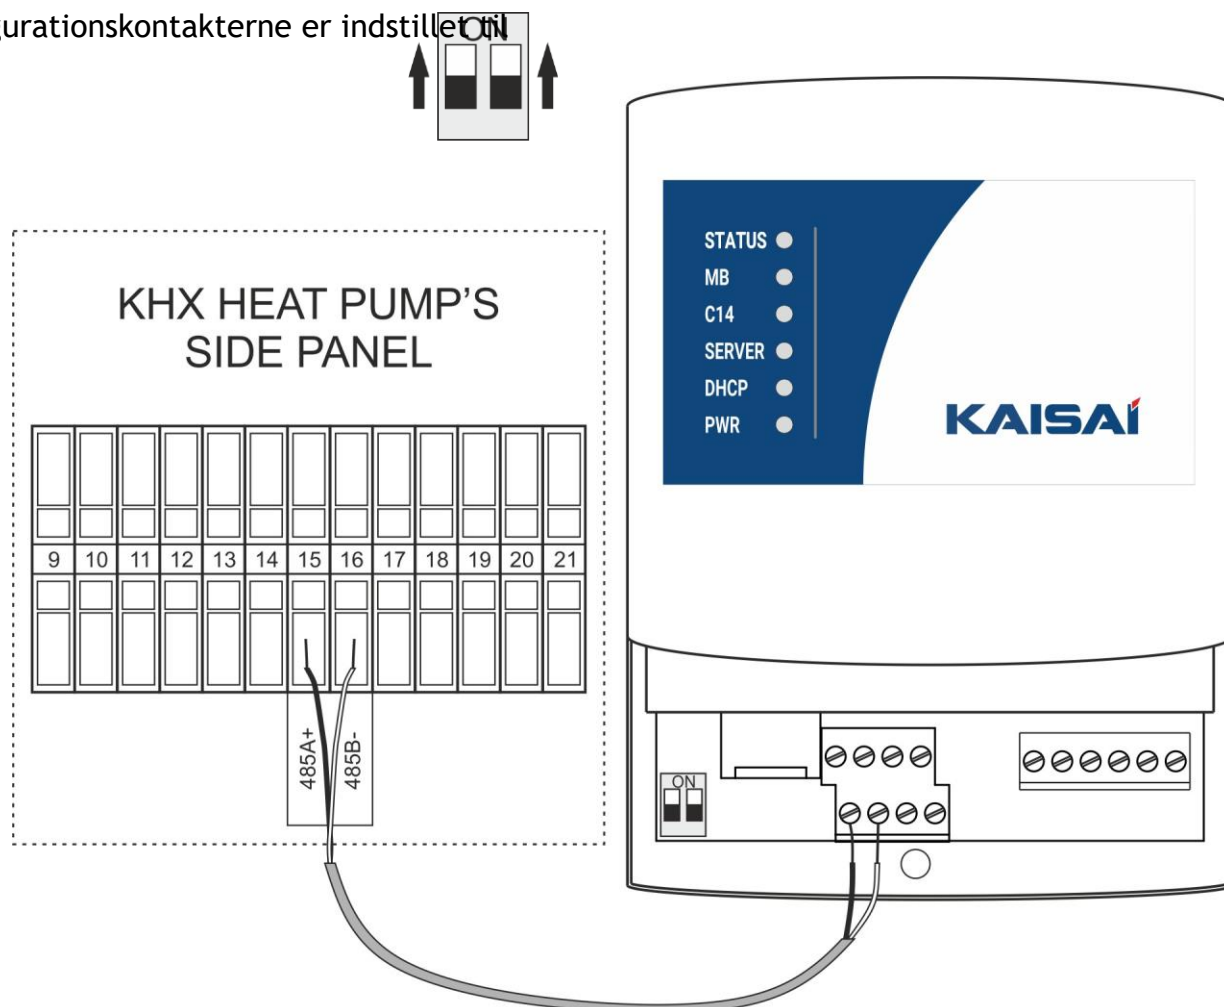 urationskontakterne er indstillet til
ON
KHX HEAT PUMP'S
SIDE PANEL
9 10 11 12 13 14 15 16 17 18 19 20 21
485A+
485B-
STATUS
MB
C14
SERVER
DHCP
PWR
KAISAI
ON